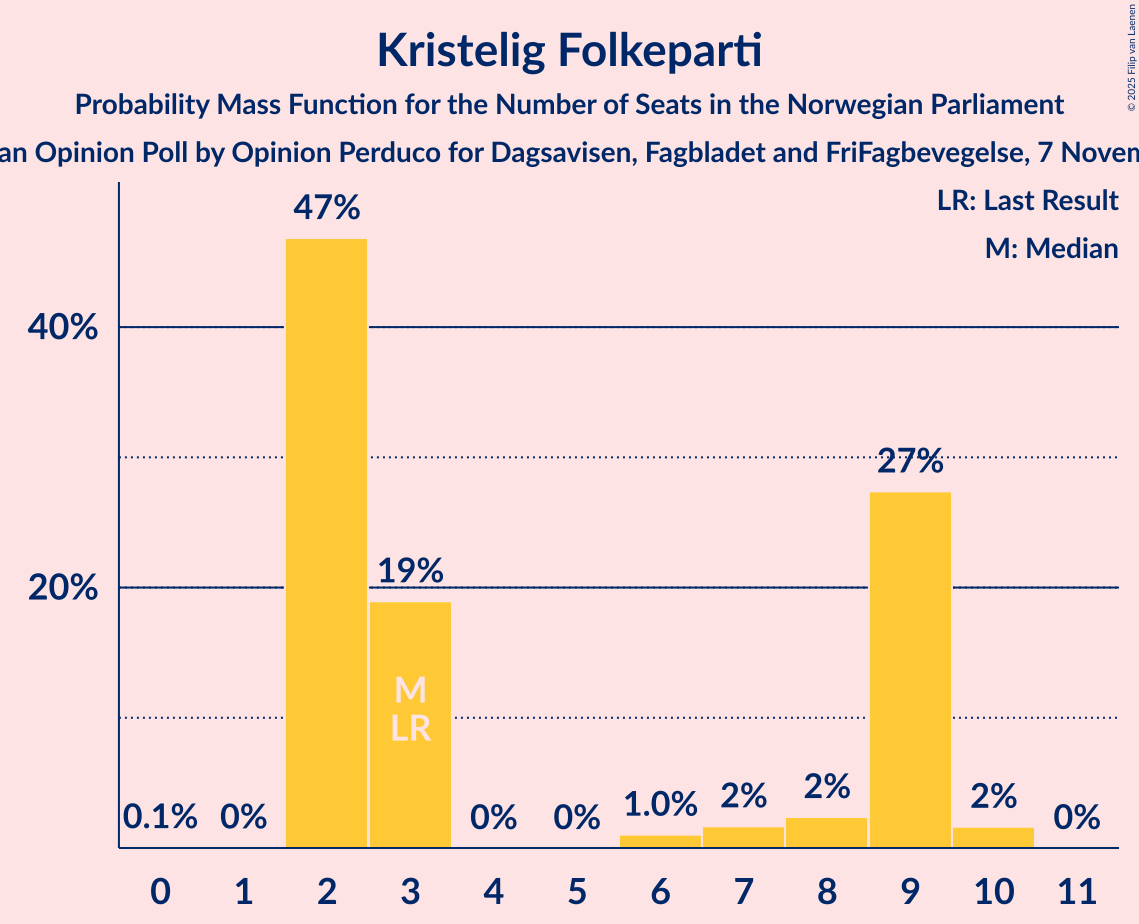 Kristelig Folkeparti
Probability Mass Function for the Number of Seats in the Norwegian Parliament
an Opinion Poll by Opinion Perduco for Dagsavisen, Fagbladet and FriFagbevegelse, 7
LR: Last Result
M: Median
© 2025 Filip van Laenen
47%
40%
27%
19%
20%
M
LR
0.1% 0% 0% 0% 1.0% 2% 2% 2% 0%
0 1 2 3 4 5 6 7 8 9 10 11